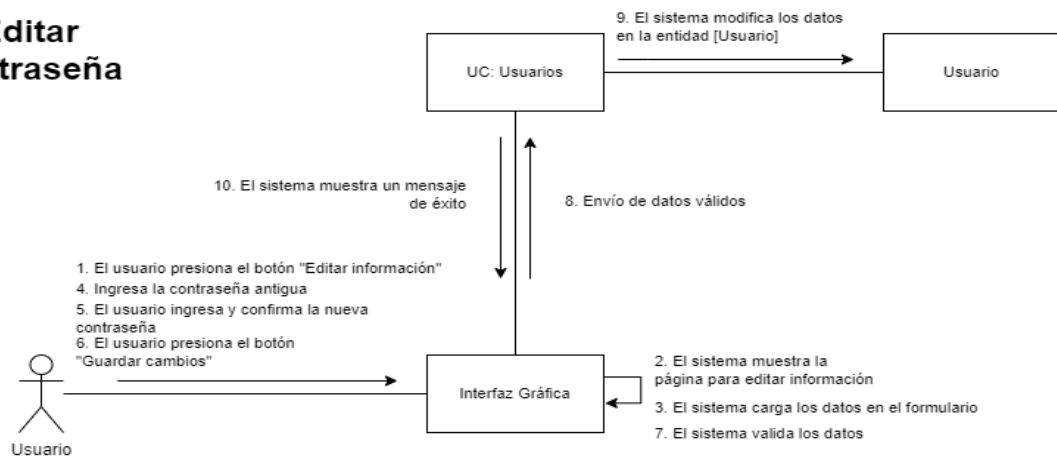 Editar
traseña
9. El sistema modifica los datos
en la entidad [Usuario]
UC: Usuarios
Usuario
10. El sistema muestra un mensaje
de éxito
8. Envío de datos válidos
1. El usuario presiona el botón "Editar información"
4. Ingresa la contraseña antigua
5. El usuario ingresa y confirma la nueva
contraseña
6. El usuario presiona el botón
"Guardar cambios"
Interfaz Gráfica
2. El sistema muestra la
página para editar información
3. El sistema carga los datos en el formulario
7. El sistema valida los datos
Usuario